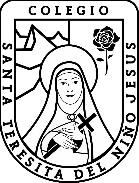 COLEGIO
SANTA TERESITA DEL NIÑO JESUS